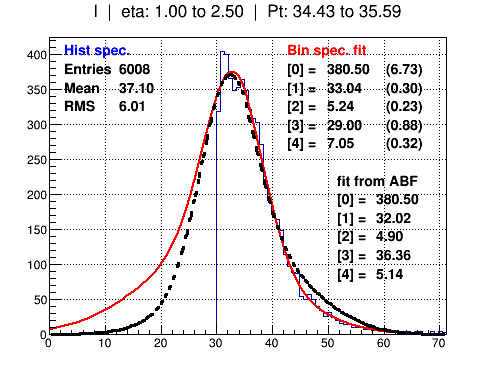 I | eta: 1.00 to 2.50 | Pt: 34.43 to 35.59
Hist spec.
Entries 6008
Mean 37.10
RMS 6.01
Bin spec. fit
[0] = 380.50 (6.73)
[1] = 33.04 (0.30)
[2] = 5.24 (0.23)
[3] = 29.00 (0.88)
[4] = 7.05 (0.32)
fit from ABF
[0] = 380.50
[1] = 32.02
[2] = 4.90
[3] = 36.36
[4] = 5.14
400
350
300
250
200
150
100
50
0
0 10 20 30 40 50 60 70